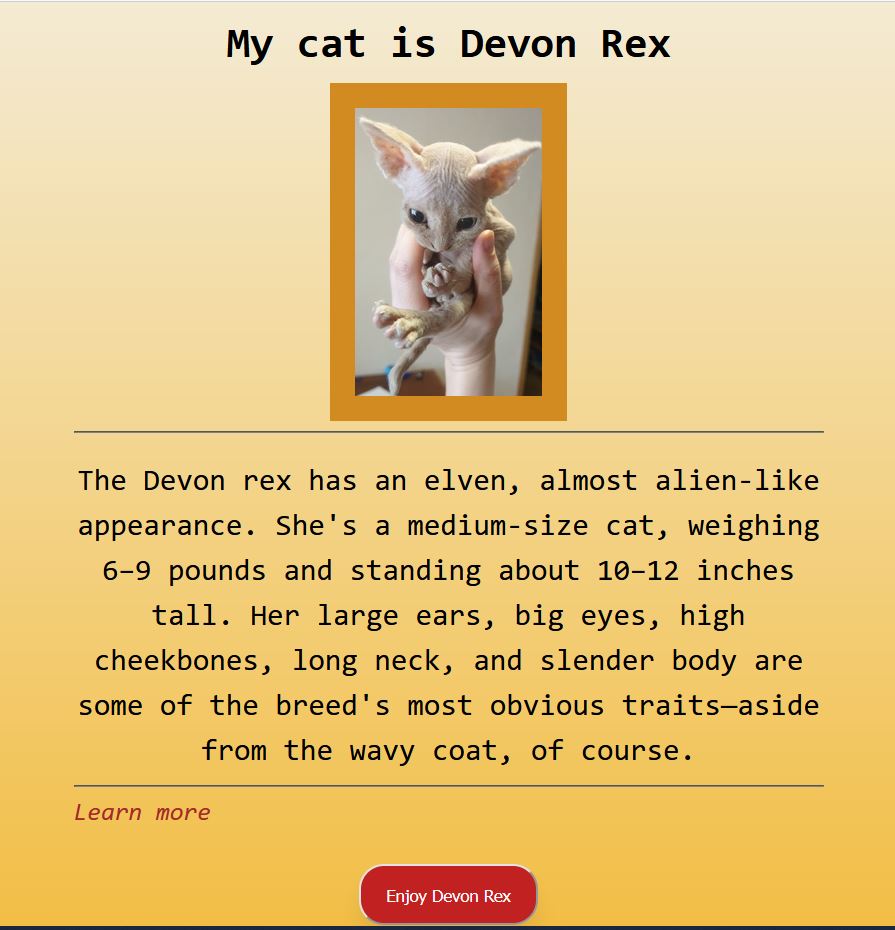 My cat is Devon Rex
The Devon rex has an elven, almost alien-like
appearance. She's a medium-size cat, weighing
6–9 pounds and standing about 10–12 inches
tall. Her large ears, big eyes, high
cheekbones, long neck, and slender body are
some of the breed's most obvious traits—aside
from the wavy coat, of course.
Learn more
Enjoy Devon Rex